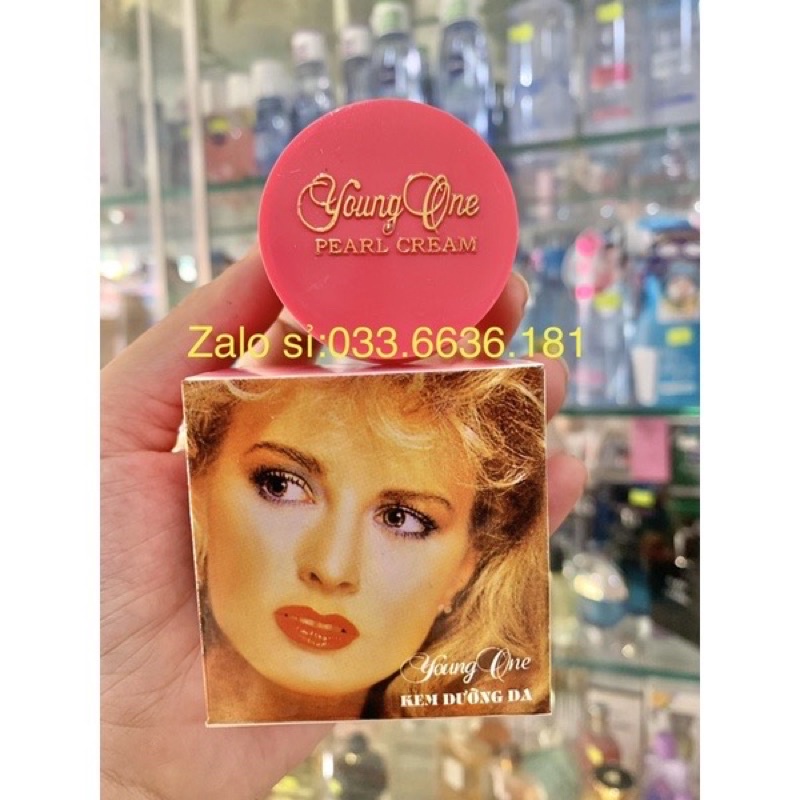 Young One
PEARL CREAM
Zalo sỉ:033.6636.181
Young One
KEM DƯỠNG DA